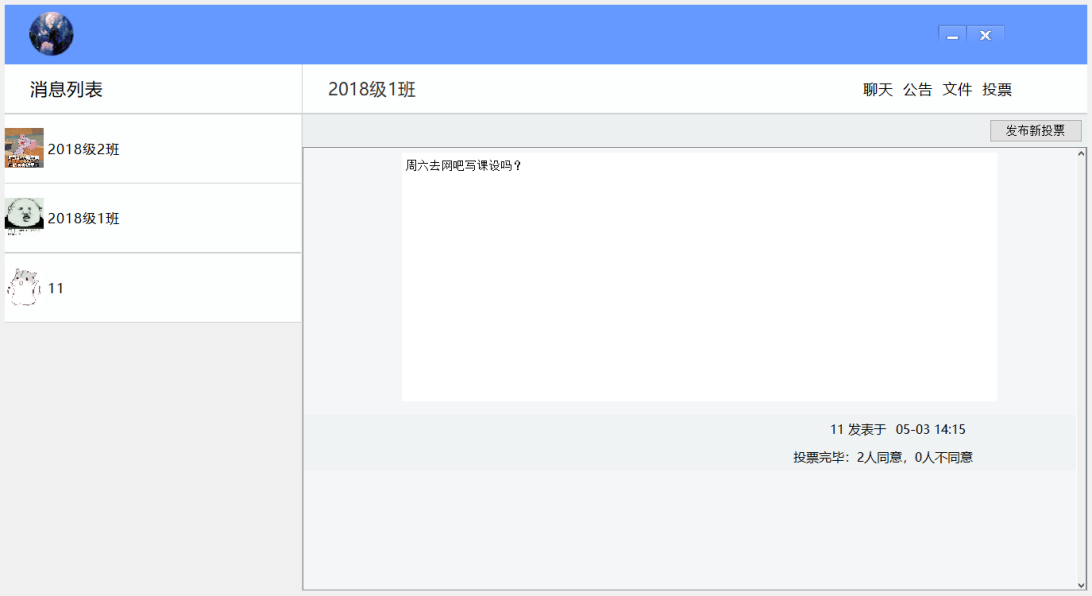 消息列表
2018级1班
聊天 公告 文件 投票
2018级2班
2018级1班
11
发布新投票
周六去网吧写课设吗？
11 发表于 05-03 14:15
投票完毕：2人同意，0人不同意